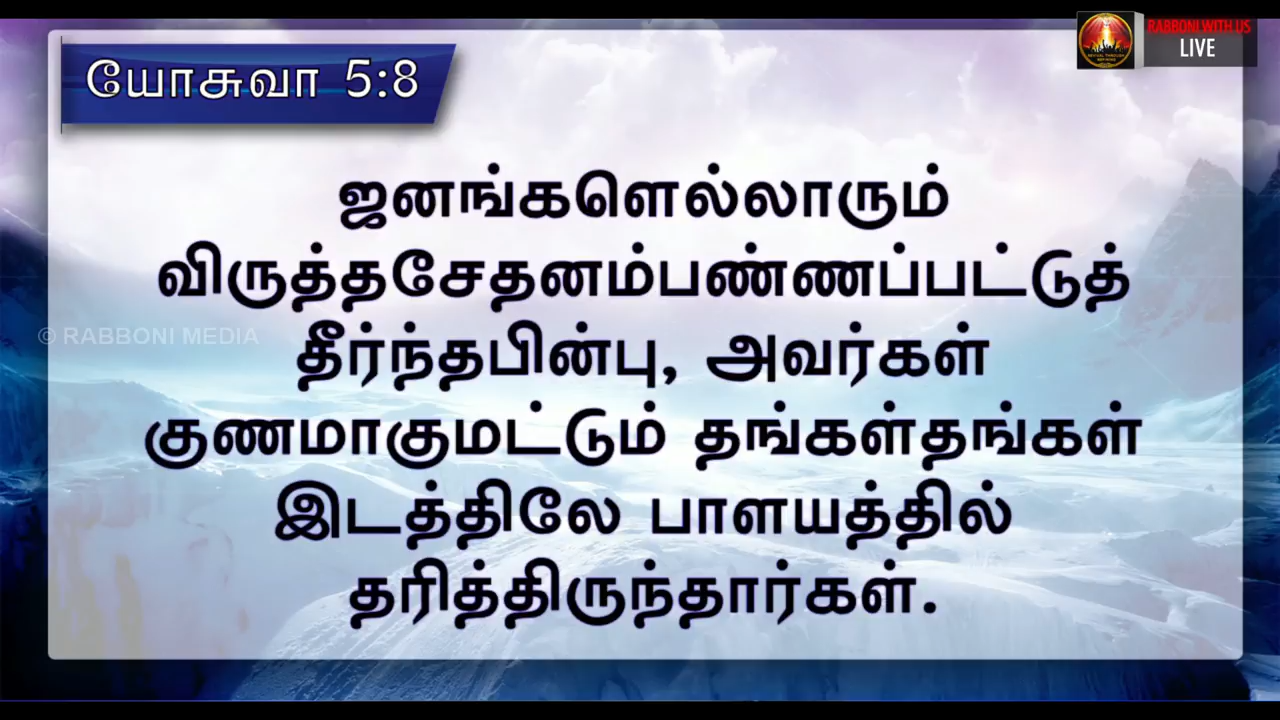 RABBONI WITH US
LIVE
யோசுவா 5:8
ஜனங்களெல்லாரும்
விருத்தசேதனம்பண்ணப்பட்டுத்
தீர்ந்தபின்பு, அவர்கள்
குணமாகுமட்டும் தங்கள்தங்கள்
இடத்திலே பாளயத்தில்
தரித்திருந்தார்கள்.
© RABBONI MEDIA